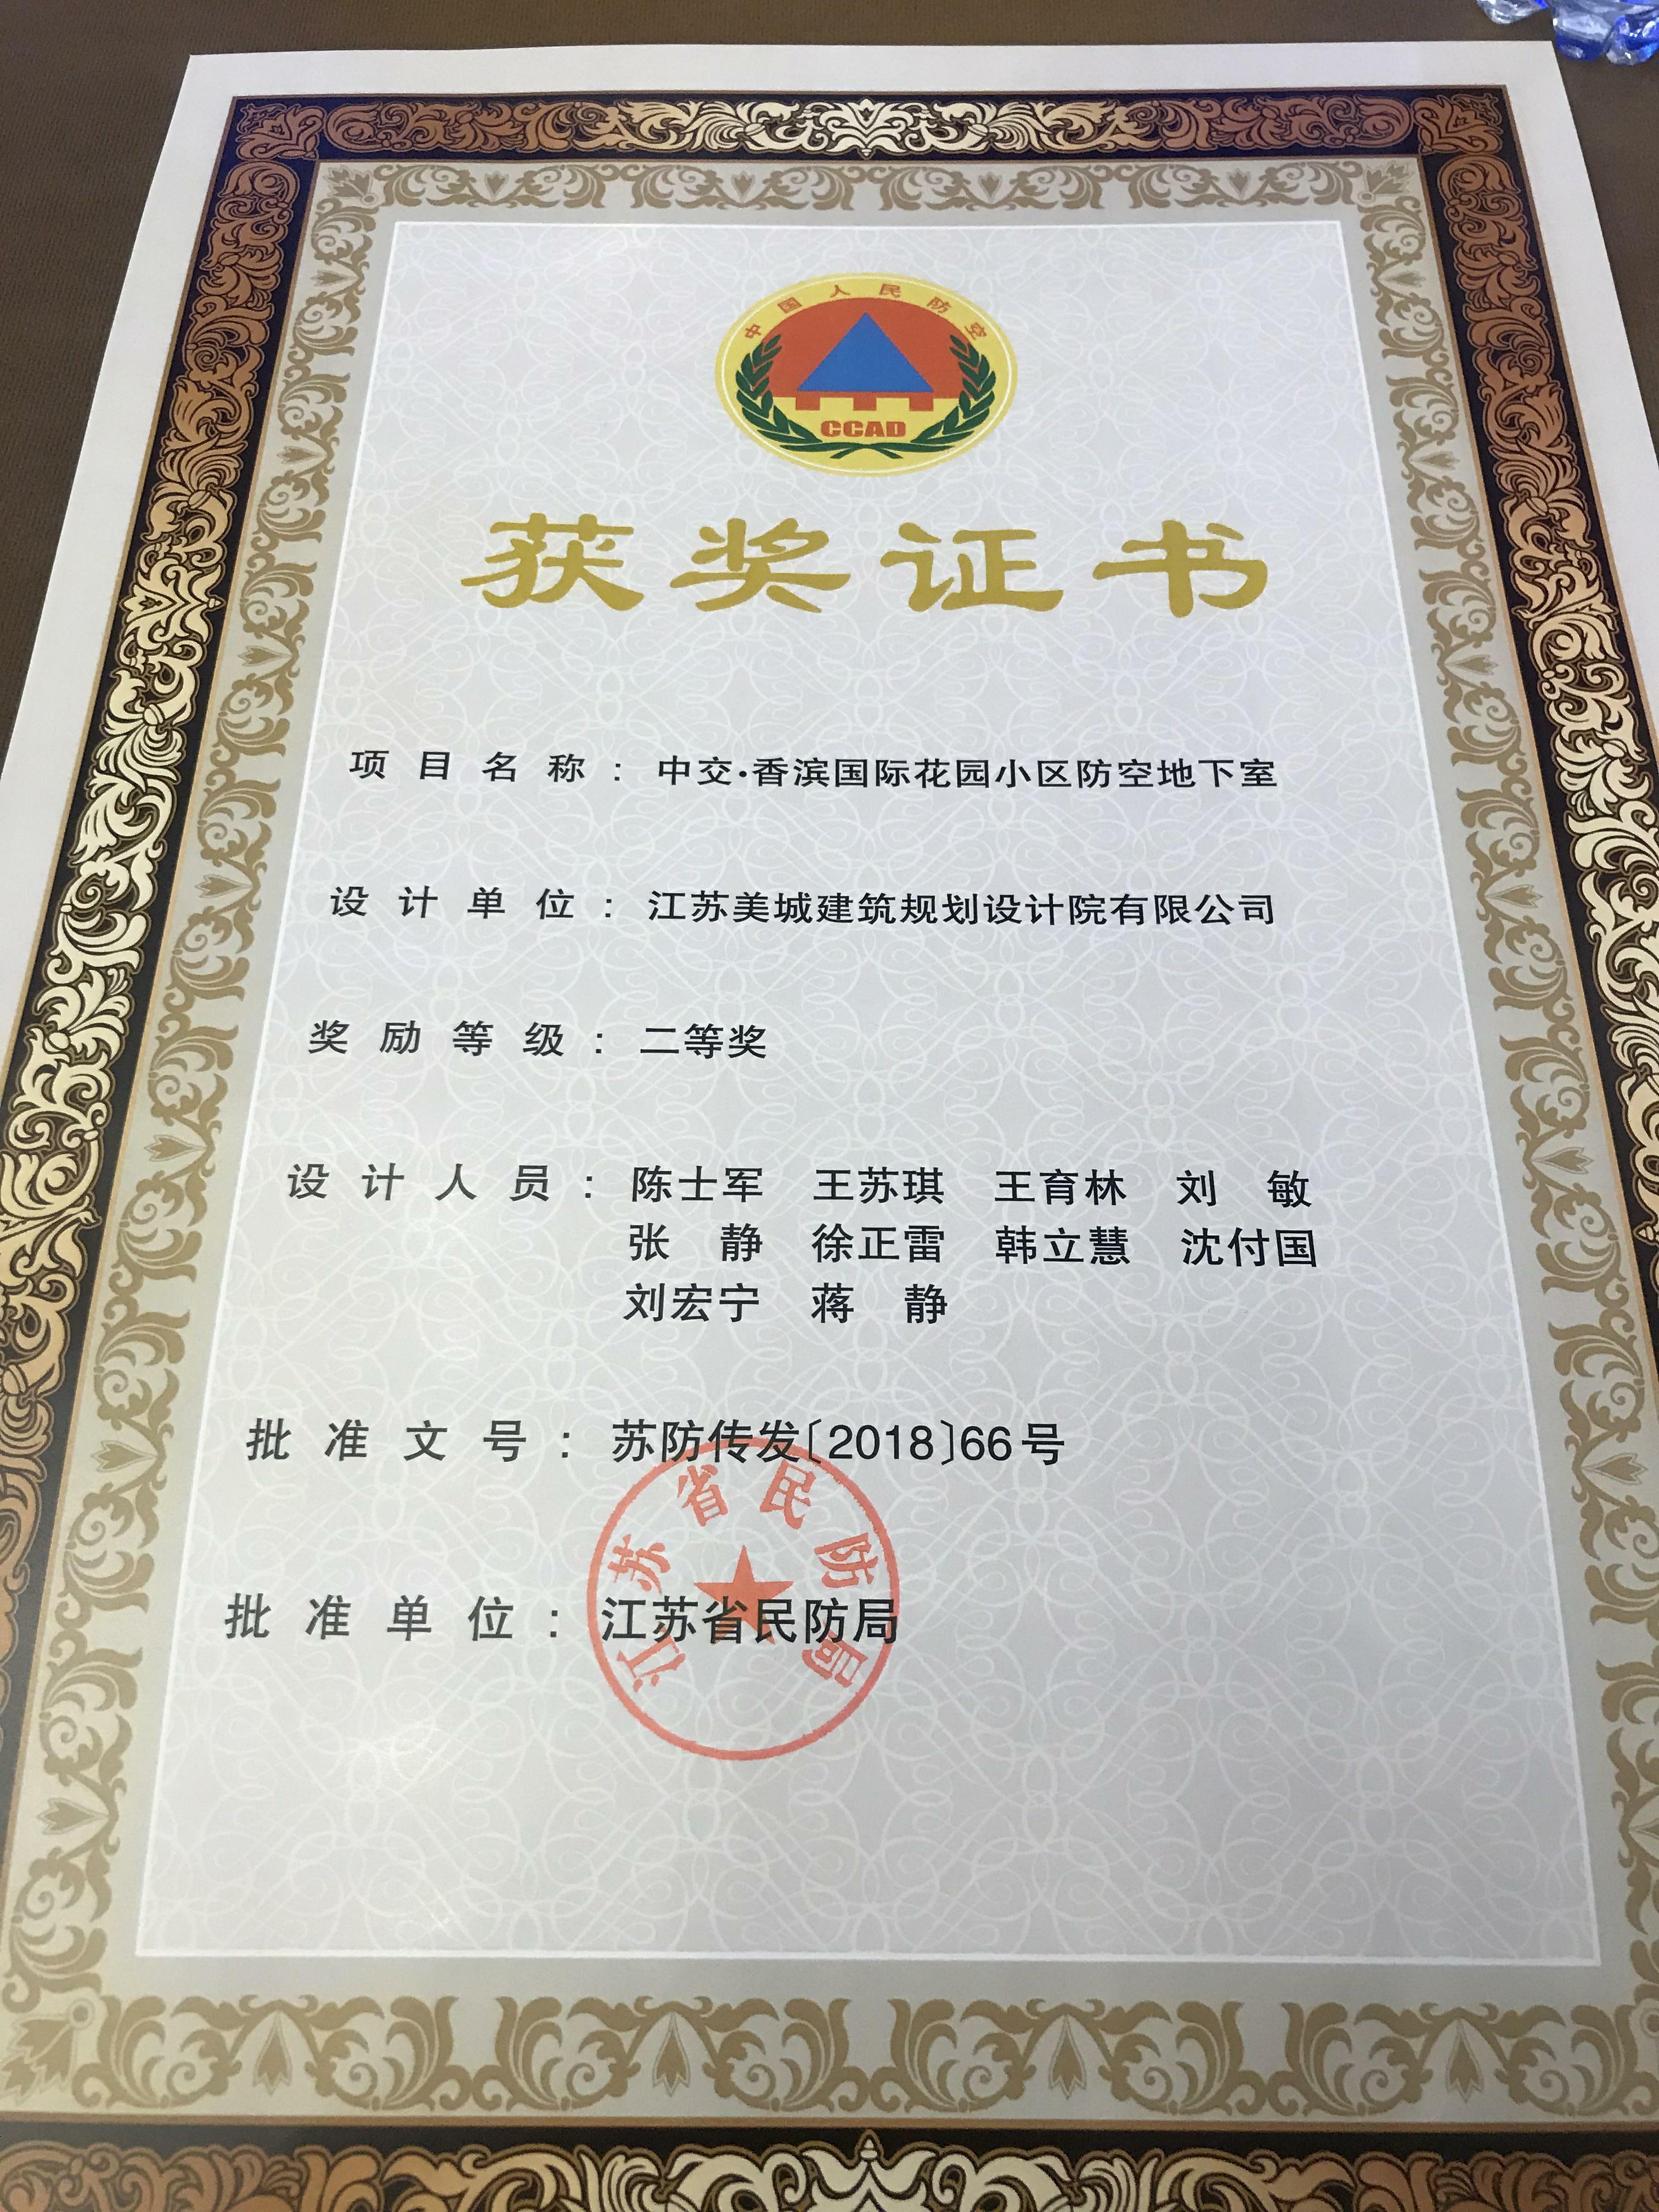 中国人民防空
CCAD
获奖证书
项目名称：中交·香滨国际花园小区防空地下室
设计单位：江苏美城建筑规划设计院有限公司
奖励等级：二等奖
设计人员：陈士军 王苏琪 王育林 刘 敏
张 静 徐正雷 韩立慧 沈付国
刘宏宁 蒋 静
批准文号：苏防传发〔2018〕66号
批准单位：江苏省民防局
江苏省民防局